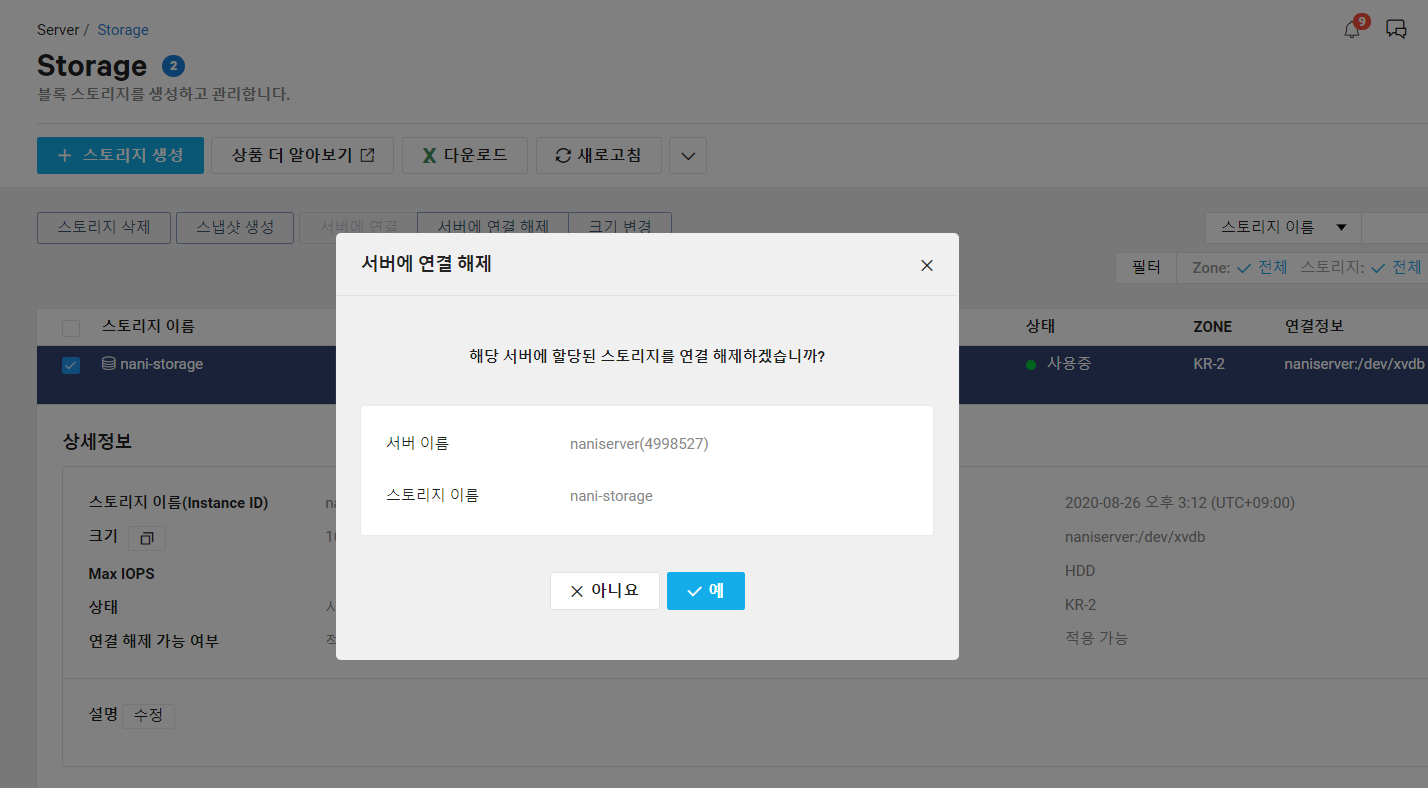 Server / Storage
9
Storage 2
블록 스토리지를 생성하고 관리합니다.
+ 스토리지 생성
상품 더 알아보기
X 다운로드
새로고침
스토리지 삭제
스냅샷 생성
서버에 연결
서버에 연결 해제
크기 변경
스토리지 이름
필터
Zone: 전체 스토리지: 전체
스토리지 이름
상태
ZONE
연결정보
nani-storage
사용중
KR-2
naniserver:/dev/xvdb
상세정보
스토리지 이름(Instance ID)
2020-08-26 오후 3:12 (UTC+09:00)
크기
naniserver:/dev/xvdb
Max IOPS
HDD
상태
KR-2
연결 해제 가능 여부
적용 가능
설명 수정
서버에 연결 해제
해당 서버에 할당된 스토리지를 연결 해제하겠습니까?
서버 이름 naniserver(4998527)
스토리지 이름 nani-storage
아니요
예